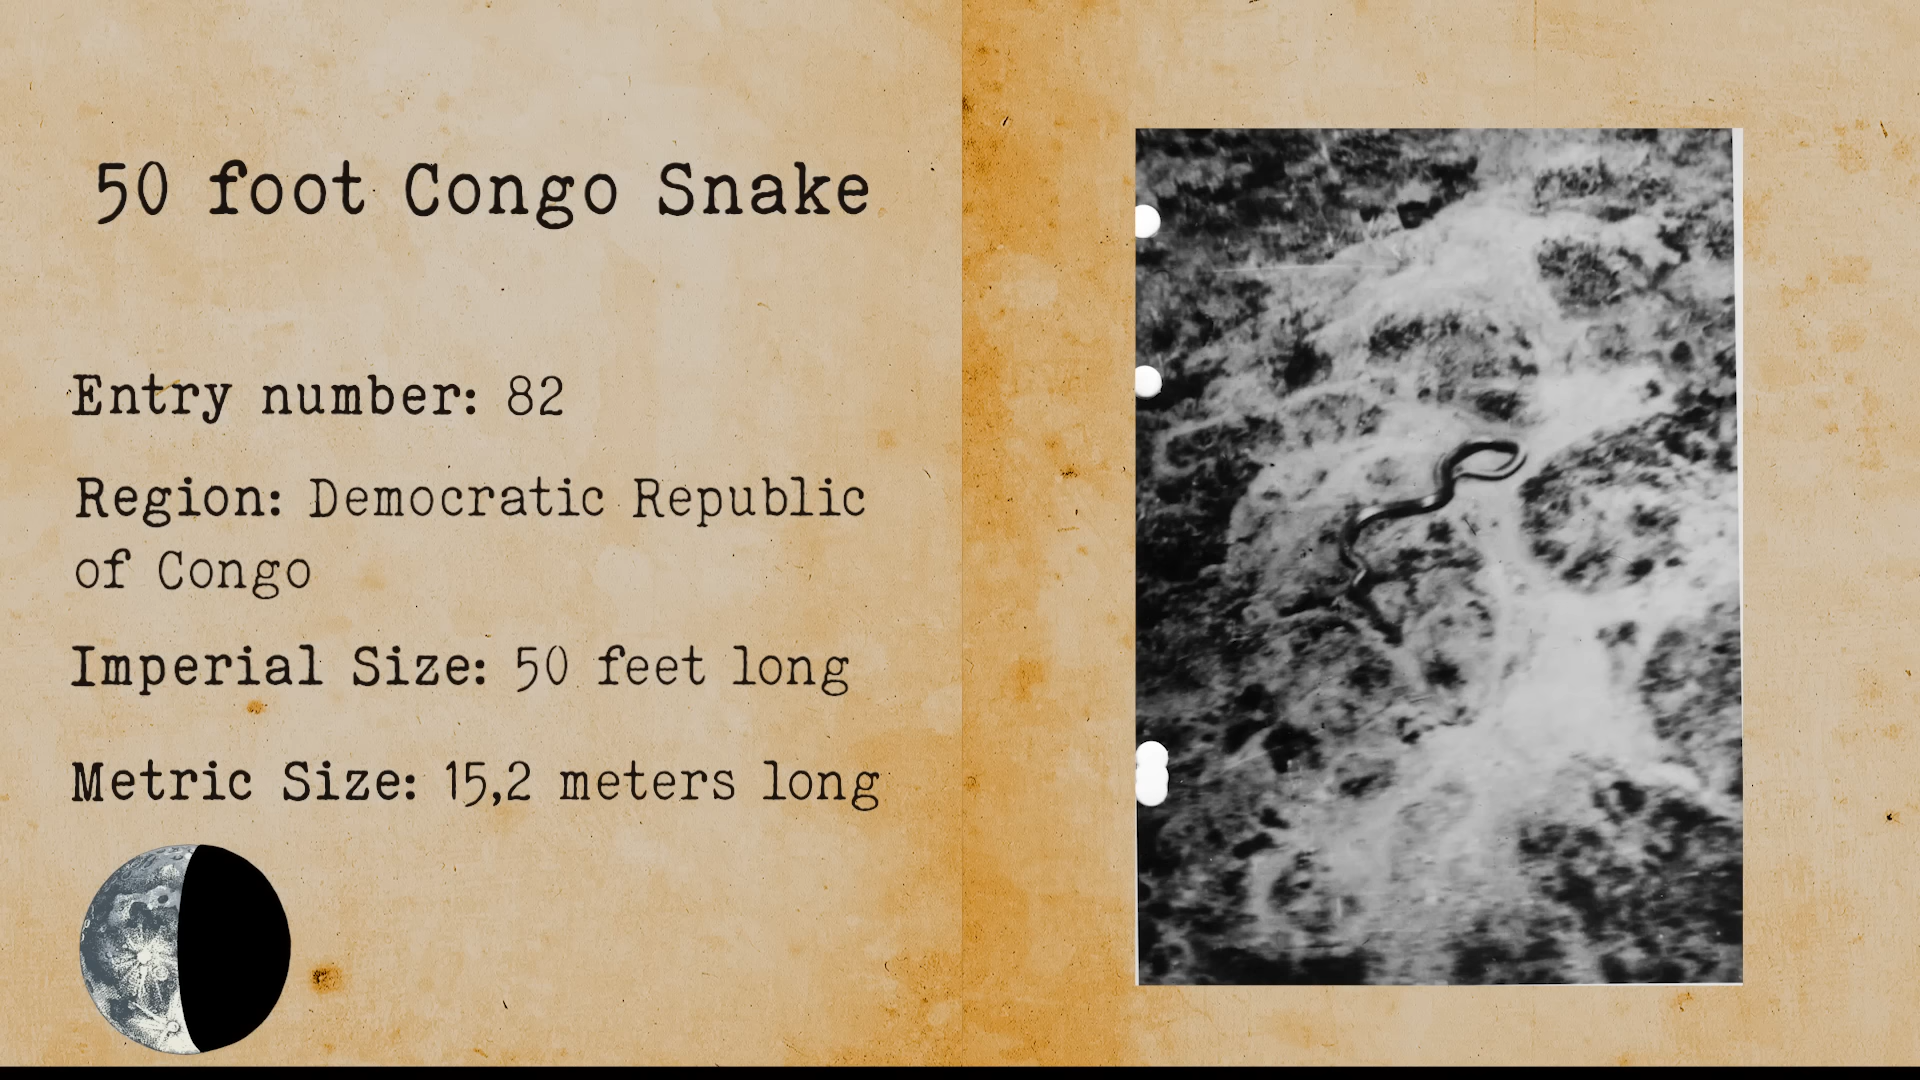 50 foot Congo Snake
Entry number: 82
Region: Democratic Republic
of Congo
Imperial Size: 50 feet long
Metric Size: 15,2 meters long